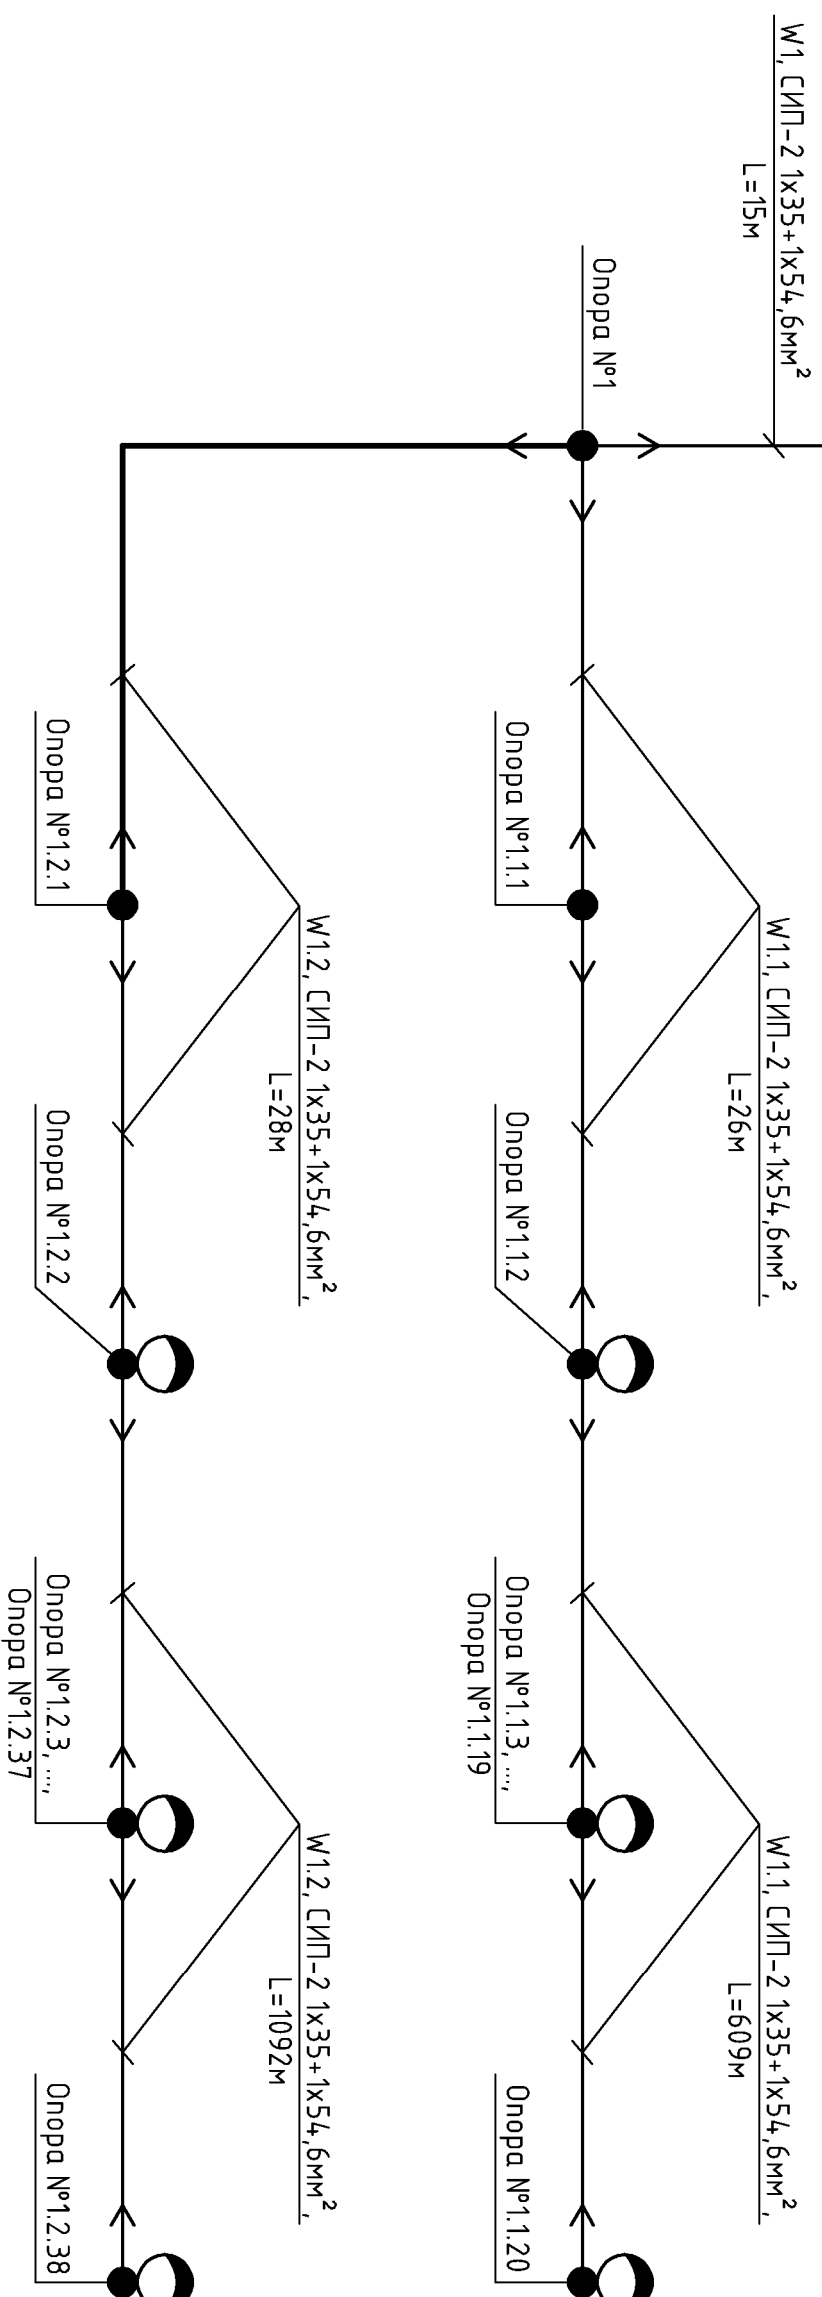 W1, СИП-2 1х35+1х54,6мм²
L=15м
Опора №1
W1.1, СИП-2 1х35+1х54,6мм²,
L=26м
Опора №1.1.1
Опора №1.1.2
W1.1, СИП-2 1х35+1х54,6мм²,
L=609м
Опора №1.1.3, ...,
Опора №1.1.19
Опора №1.1.20
W1.2, СИП-2 1х35+1х54,6мм²,
L=28м
Опора №1.2.1
Опора №1.2.2
W1.2, СИП-2 1х35+1х54,6мм²,
L=1092м
Опора №1.2.3, ...,
Опора №1.2.37
Опора №1.2.38